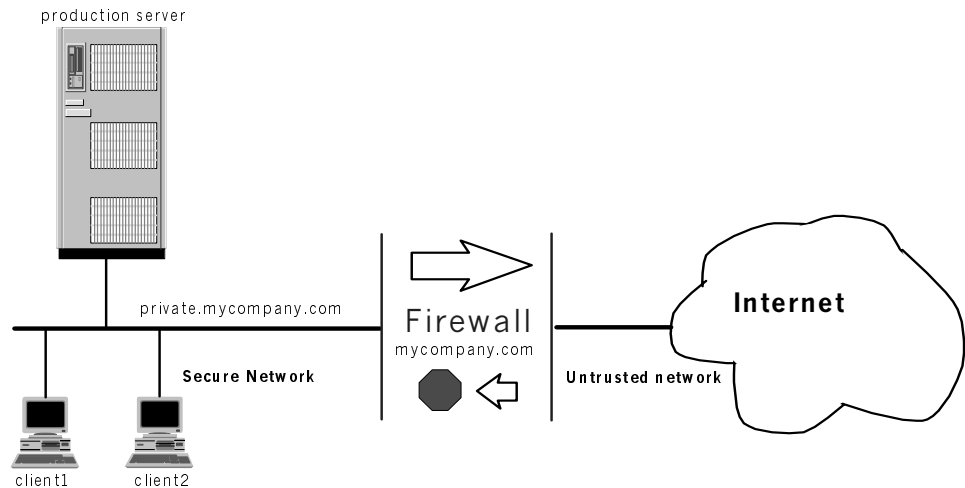 production server
private.mycompany.com
Secure Network
client1
client2
Firewall
mycompany.com
Untrusted network
Internet